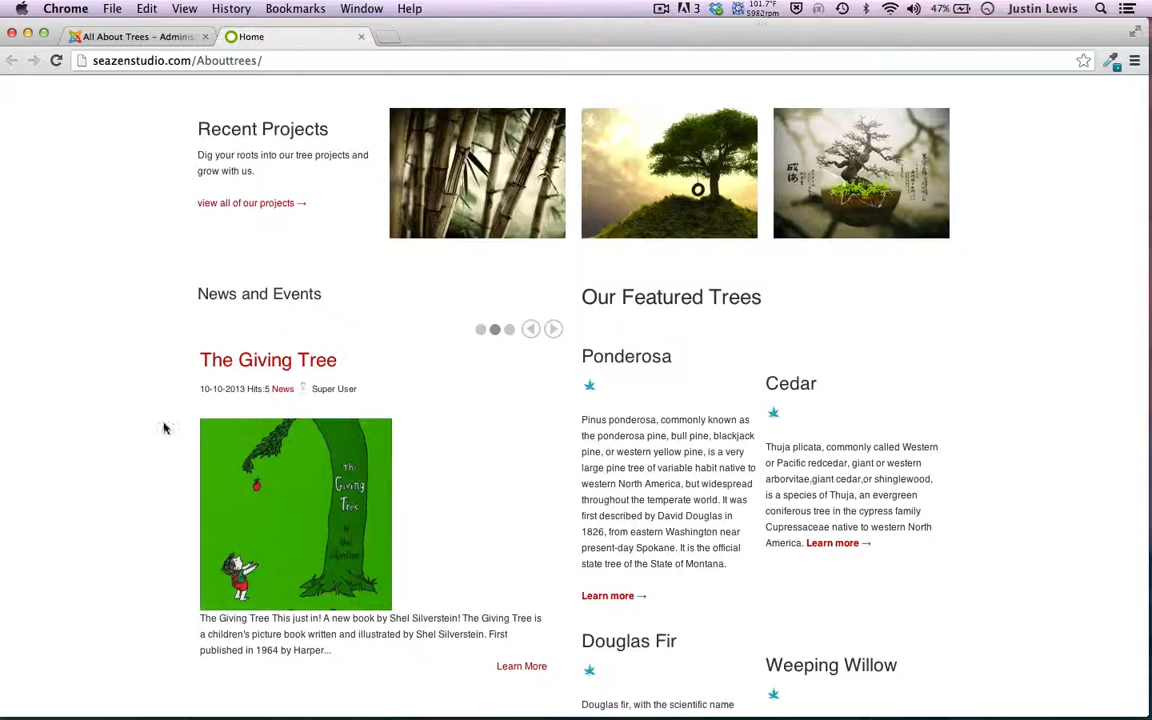 Chrome File Edit View History Bookmarks Window Help
101.7°F
5982rpm
3
47%
Justin Lewis
All About Trees - Adminis
Home
seazenstudio.com/Abouttrees/
Recent Projects
Dig your roots into our tree projects and
grow with us.
view all of our projects →
News and Events
The Giving Tree
10-10-2013 Hits:5 News Super User
The
Giving
Tree
The Giving Tree This just in! A new book by Shel Silverstein! The Giving Tree is
a children's picture book written and illustrated by Shel Silverstein. First
published in 1964 by Harper...
Learn More
Our Featured Trees
Ponderosa
Pinus ponderosa, commonly known as
the ponderosa pine, bull pine, blackjack
pine, or western yellow pine, is a very
large pine tree of variable habit native to
western North America, but widespread
throughout the temperate world. It was
first described by David Douglas in
1826, from eastern Washington near
present-day Spokane. It is the official
state tree of the State of Montana.
Learn more →
Cedar
Thuja plicata, commonly called Western
or Pacific redcedar, giant or western
arborvitae,giant cedar,or shinglewood,
is a species of Thuja, an evergreen
coniferous tree in the cypress family
Cupressaceae native to western North
America. Learn more →
Douglas Fir
Douglas fir, with the scientific name
Weeping Willow